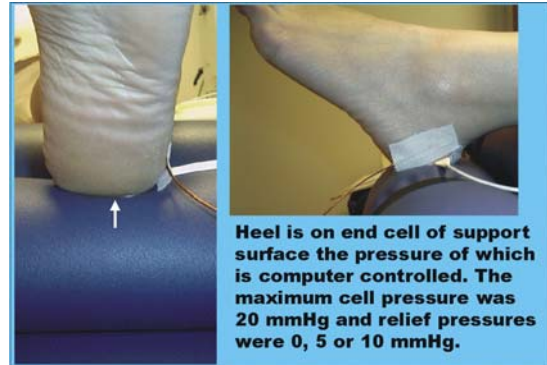 Heel is on end cell of support
surface the pressure of which
is computer controlled. The
maximum cell pressure was
20 mmHg and relief pressures
were 0, 5 or 10 mmHg.